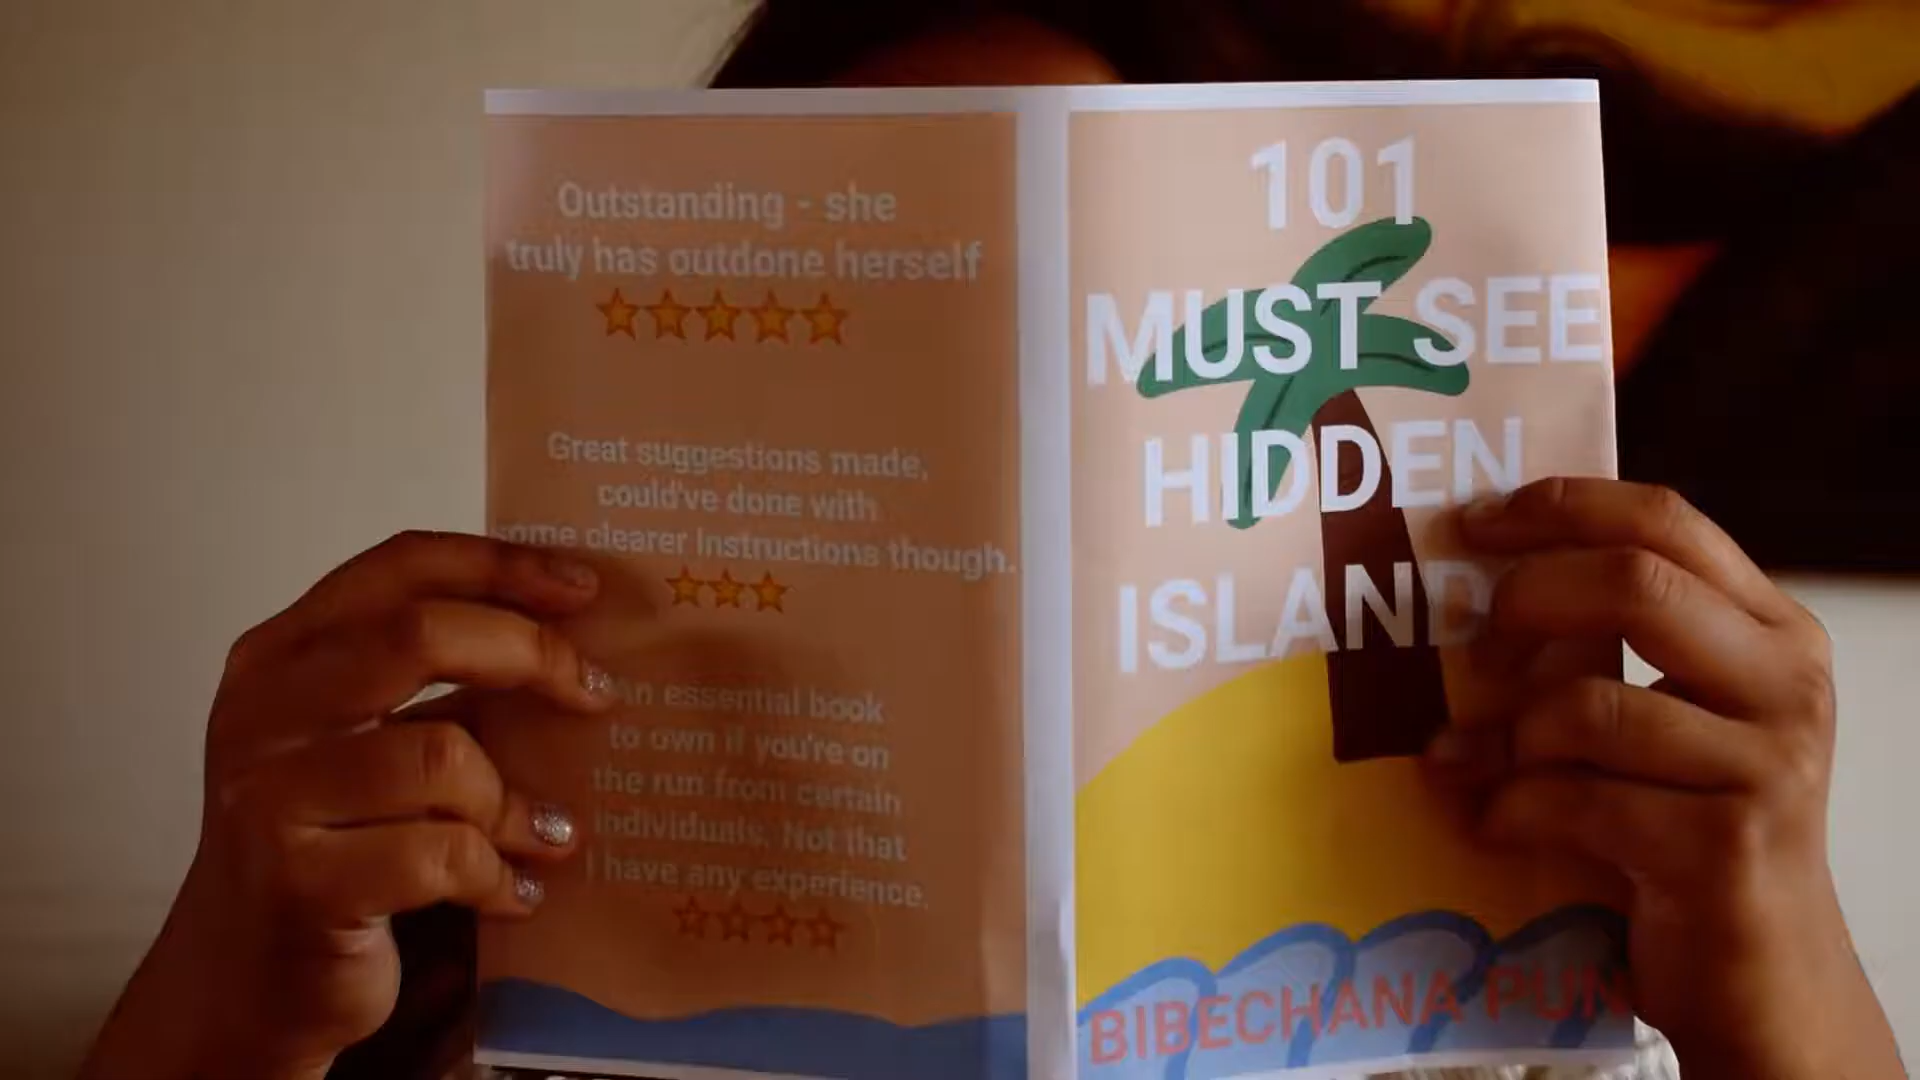 Outstanding - she
truly has outdone herself
Great suggestions made,
could've done with
some clearer instructions though.
An essential book
to own if you're on
the run from certain
individuals. Not that
I have any experience.
101
MUST SEE
HIDDEN
ISLAND
BIBECHANA PUN